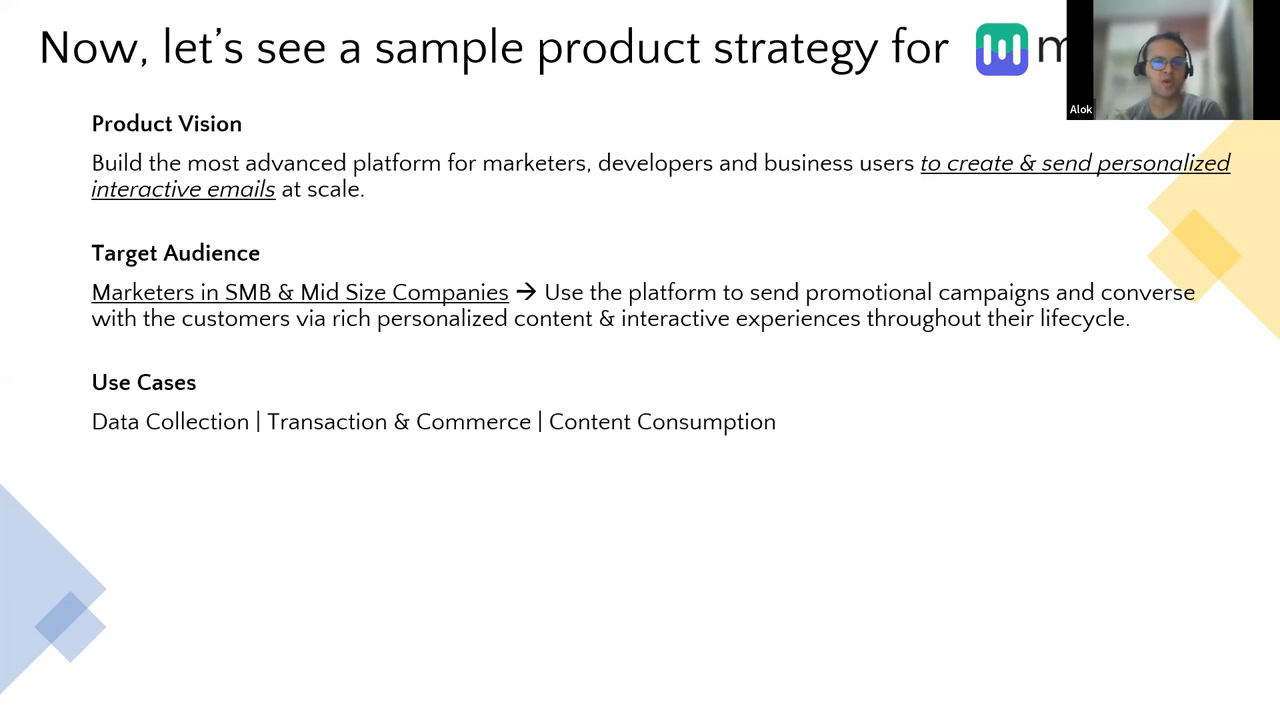 Now, let's see a sample product strategy for m
Alok
Product Vision
Build the most advanced platform for marketers, developers and business users to create & send personalized
interactive emails at scale.
Target Audience
Marketers in SMB & Mid Size Companies → Use the platform to send promotional campaigns and converse
with the customers via rich personalized content & interactive experiences throughout their lifecycle.
Use Cases
Data Collection | Transaction & Commerce | Content Consumption